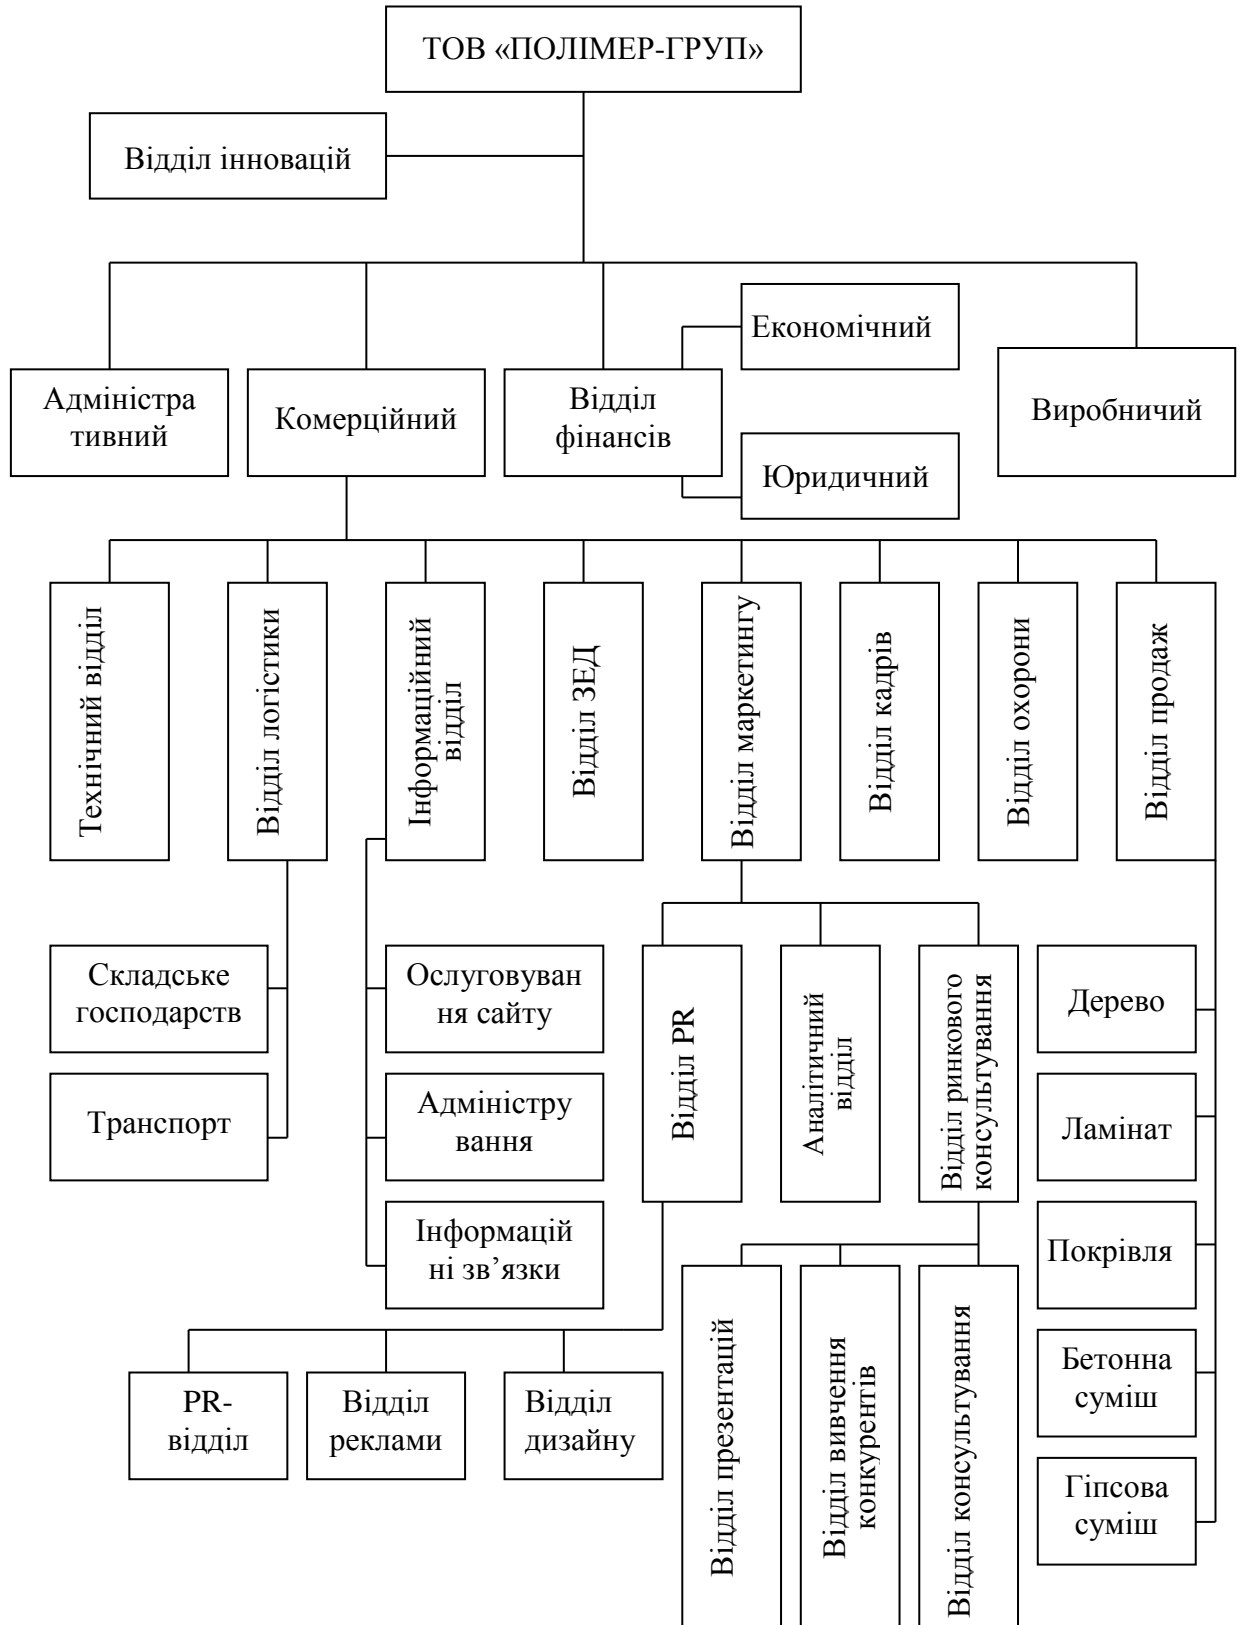 ТОВ «ПОЛІМЕР-ГРУП»
Відділ інновацій
Економічний
Адміністра
тивний
Комерційний
Відділ
фінансів
Виробничий
Юридичний
Технічний відділ
Відділ логістики
Інформаційний
відділ
Відділ ЗЕД
Відділ маркетингу
Відділ кадрів
Відділ охорони
Відділ продаж
Складське
господарств
Транспорт
Ослуговуван
ня сайту
Адміністру
вання
Інформацій
ні зв’язки
Відділ PR
Аналітичний
відділ
Відділ ринкового
консультування
Дерево
Ламінат
Покрівля
Бетонна
суміш
Гіпсова
суміш
PR-
відділ
Відділ
реклами
Відділ
дизайну
Відділ презентацій
Відділ вивчення
конкурентів
Відділ консультування